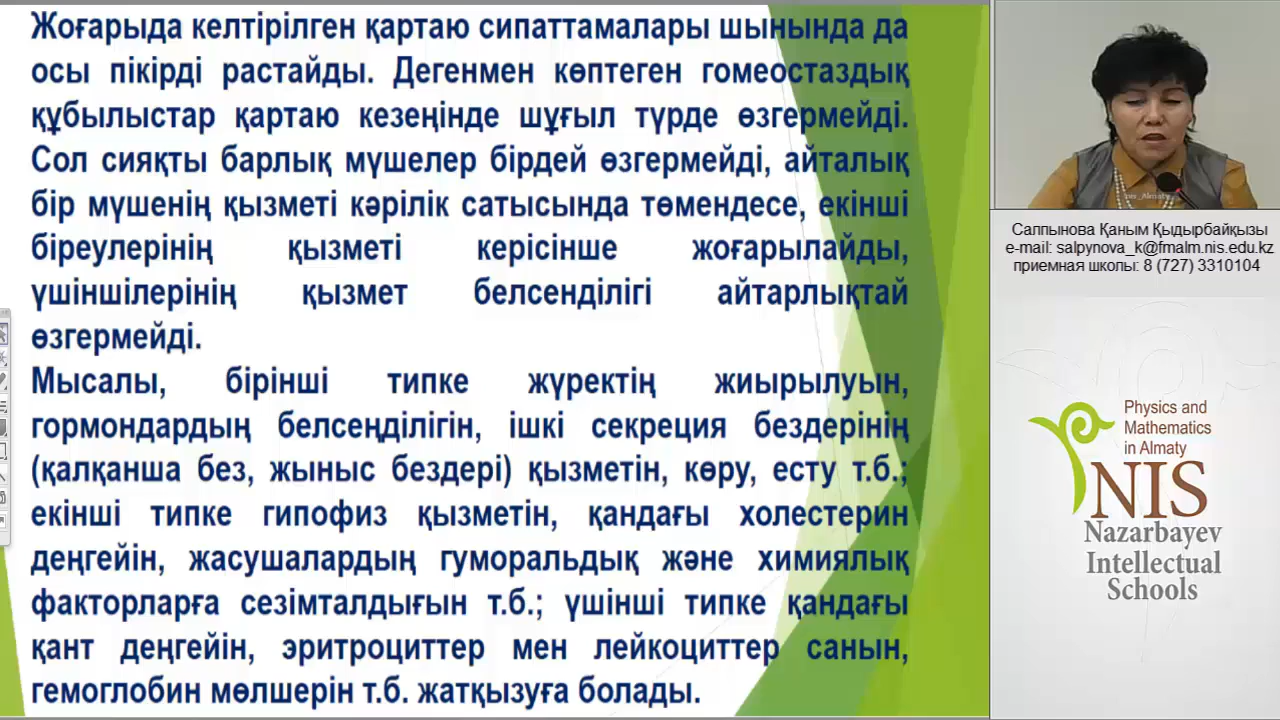 Жоғарыда келтірілген қартаю сипаттамалары шынында да
осы пікірді растайды. Дегенмен көптеген гомеостаздық
құбылыстар қартаю кезеңінде шұғыл түрде өзгермейді.
Сол сияқты барлық мүшелер бірдей өзгермейді, айталық
бір мүшенің қызметі кәрілік сатысында төмендесе, екінші
біреулерінің қызметі керісінше жоғарылайды,
үшіншілерінің қызмет белсенділігі айтарлықтай
өзгермейді.
Мысалы, бірінші типке жүректің жиырылуын,
гормондардың белсеңділігін, ішкі секреция бездерінің
(қалқанша без, жыныс бездері) қызметін, көру, есту т.б.;
екінші типке гипофиз қызметін, қандағы холестерин
деңгейін, жасушалардың гуморальдық және химиялық
факторларға сезімталдығын т.б.; үшінші типке қандағы
қант деңгейін, эритроциттер мен лейкоциттер санын,
гемоглобин мөлшерін т.б. жатқызуға болады.
Салпынова Қаным Қыдырбайқызы
e-mail: salpynova_k@fmalm.nis.edu.kz
приемная школы: 8 (727) 3310104
Physics and
Mathematics
in Almaty
NIS
Nazarbayev
Intellectual
Schools